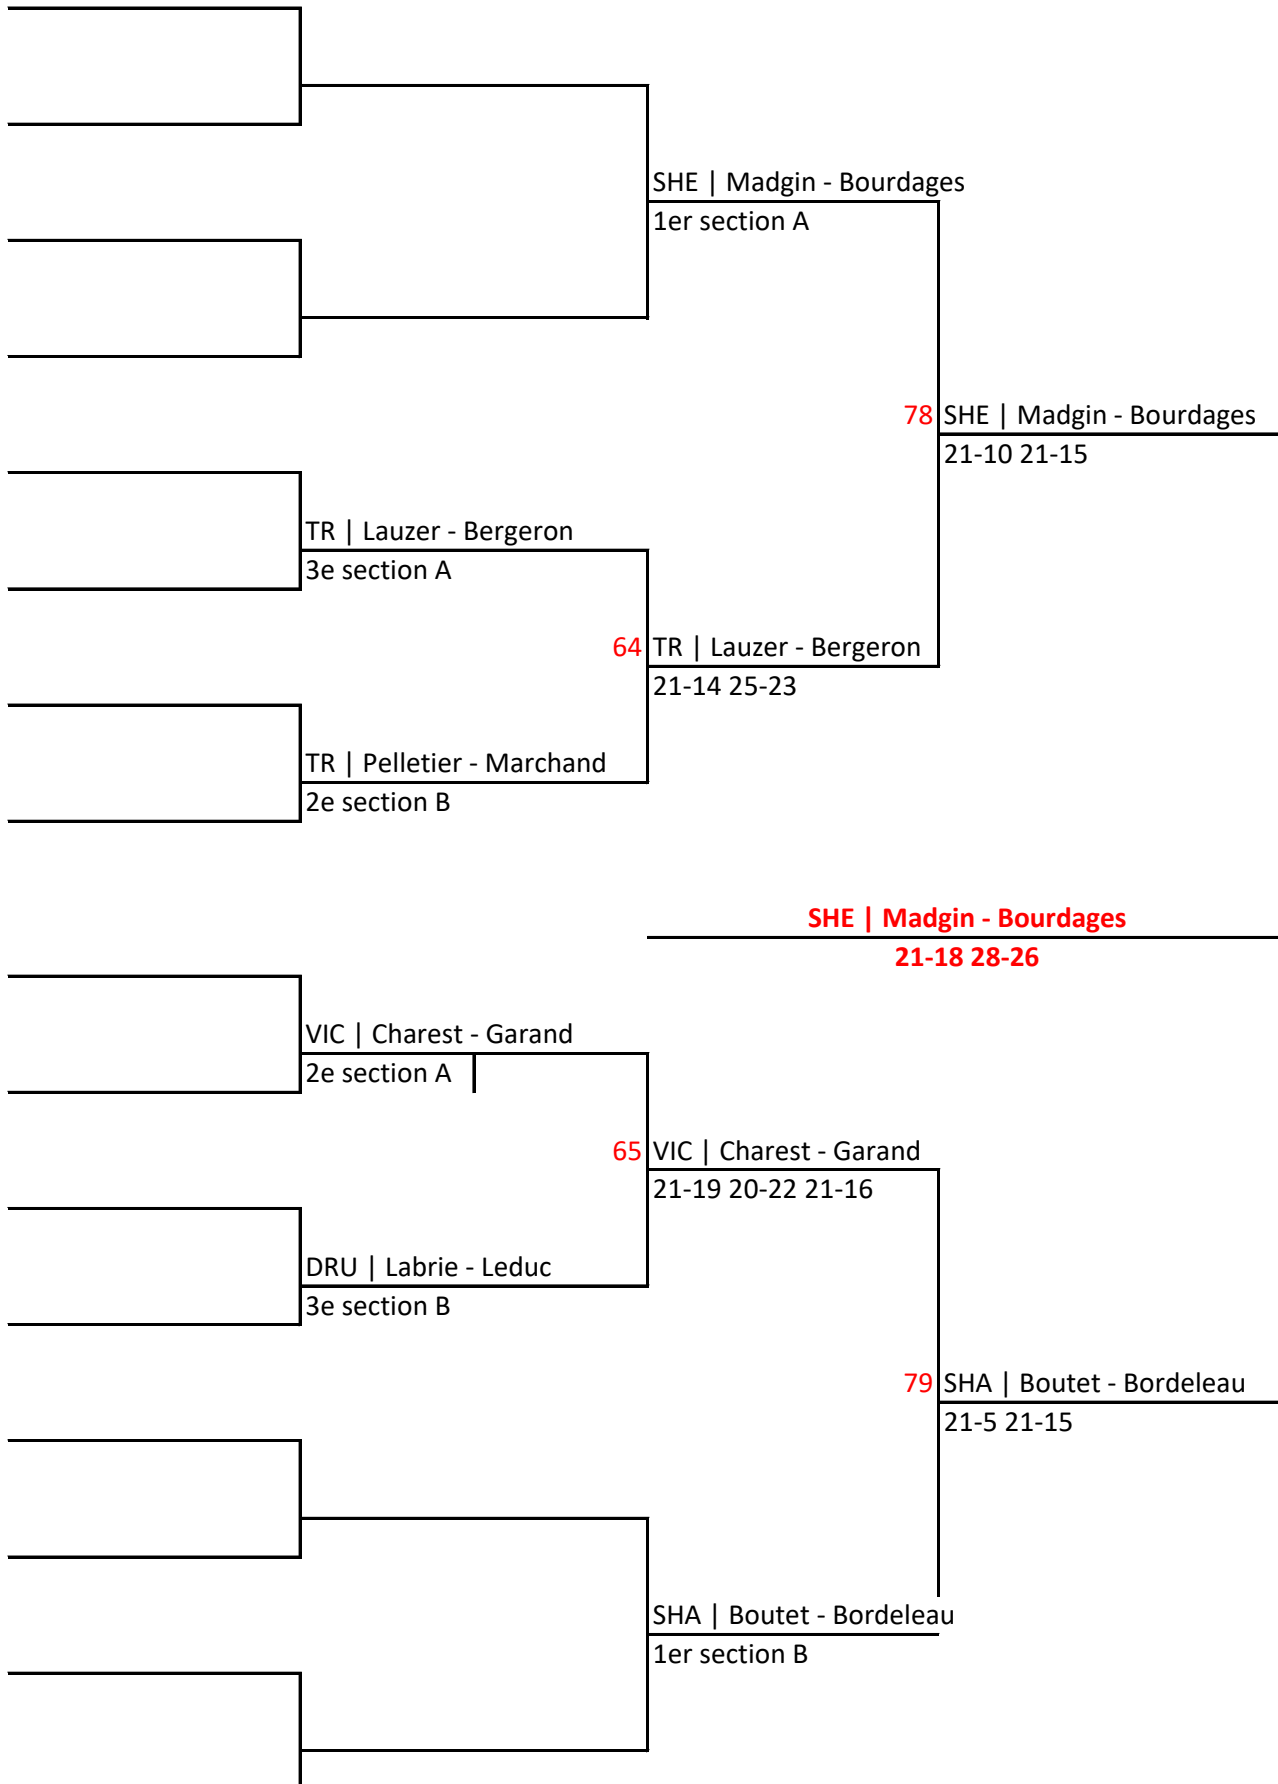 SHE | Madgin - Bourdages
1er section A
78 SHE | Madgin - Bourdages
21-10 21-15
TR | Lauzer - Bergeron
3e section A
64 TR | Lauzer - Bergeron
21-14 25-23
TR | Pelletier - Marchand
2e section B
SHE | Madgin - Bourdages
21-18 28-26
VIC | Charest - Garand
2e section A
65 VIC | Charest - Garand
21-19 20-22 21-16
DRU | Labrie - Leduc
3e section B
79 SHA | Boutet - Bordeleau
21-5 21-15
SHA | Boutet - Bordeleau
1er section B